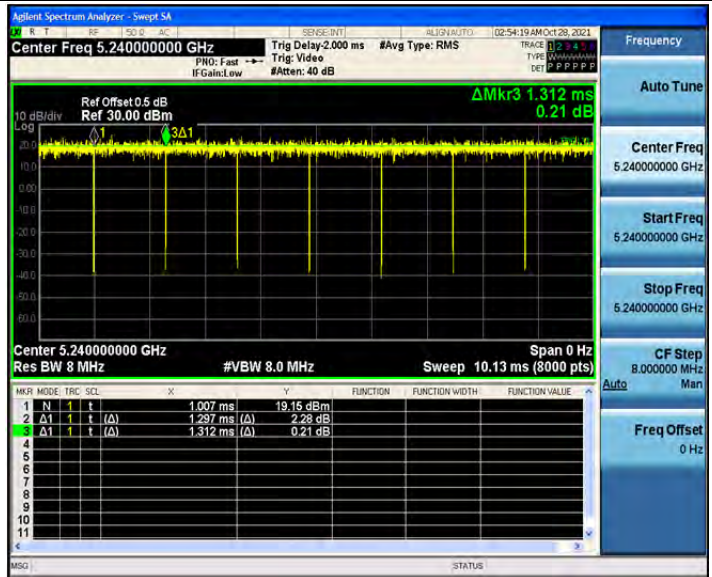 Agilent Spectrum Analyzer - Swept SA
R T RF 50 Ω AC SENSE:INT ALIGN AUTO 02:54:19 AM Oct 28, 2021
Center Freq 5.240000000 GHz
PNO: Fast
IFGain:Low
Trig Delay-2.000 ms
Trig: Video
#Atten: 40 dB
#Avg Type: RMS
TRACE 1 2 3 4 5 6
TYPE
DET P P P P P P
Frequency
ΔMkr3 1.312 ms
0.21 dB
Ref Offset 0.5 dB
10 dB/div Ref 30.00 dBm
Log
1
3Δ1
20.0
10.0
0.00
-10.0
-20.0
-30.0
-40.0
-50.0
-60.0
Center 5.240000000 GHz Span 0 Hz
Res BW 8 MHz #VBW 8.0 MHz Sweep 10.13 ms (8000 pts)
MKR MODE TRC SCL X Y FUNCTION FUNCTION WIDTH FUNCTION VALUE
1 N 1 t 1.007 ms 19.15 dBm
2 Δ1 1 t (Δ) 1.297 ms (Δ) 2.28 dB
3 Δ1 1 t (Δ) 1.312 ms (Δ) 0.21 dB
4
5
6
7
8
9
10
11
MSG STATUS
Auto Tune
Center Freq
5.240000000 GHz
Start Freq
5.240000000 GHz
Stop Freq
5.240000000 GHz
CF Step
8.000000 MHz
Auto Man
Freq Offset
0 Hz